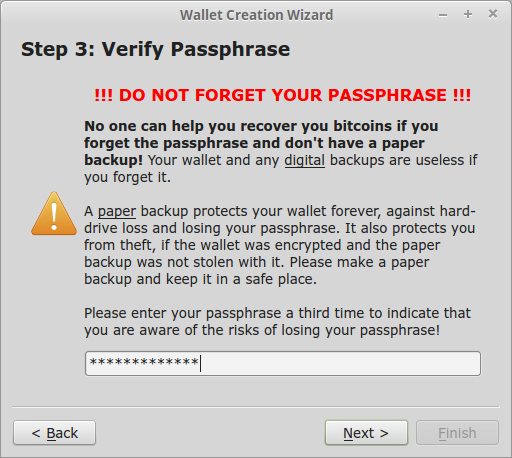 Wallet Creation Wizard
Step 3: Verify Passphrase
!!! DO NOT FORGET YOUR PASSPHRASE !!!
No one can help you recover you bitcoins if you
forget the passphrase and don't have a paper
backup! Your wallet and any digital backups are useless if
you forget it.
A paper backup protects your wallet forever, against hard-
drive loss and losing your passphrase. It also protects you
from theft, if the wallet was encrypted and the paper
backup was not stolen with it. Please make a paper
backup and keep it in a safe place.
Please enter your passphrase a third time to indicate that
you are aware of the risks of losing your passphrase!
*************
< Back
Next >
Finish